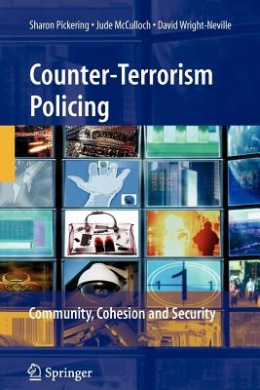 Sharon Pickering • Jude McCulloch • David Wright-Neville
Counter-Terrorism
Policing
Community, Cohesion and Security
Springer